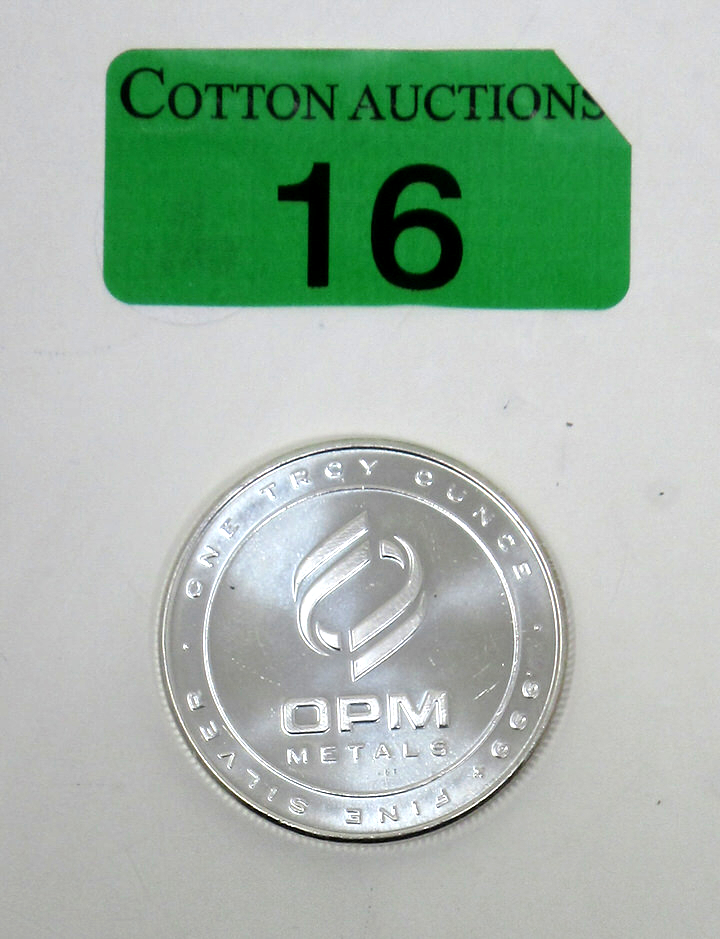 COTTON AUCTIONS
16
ONE TROY OUNCE
OPM
METALS
.999+ FINE SILVER